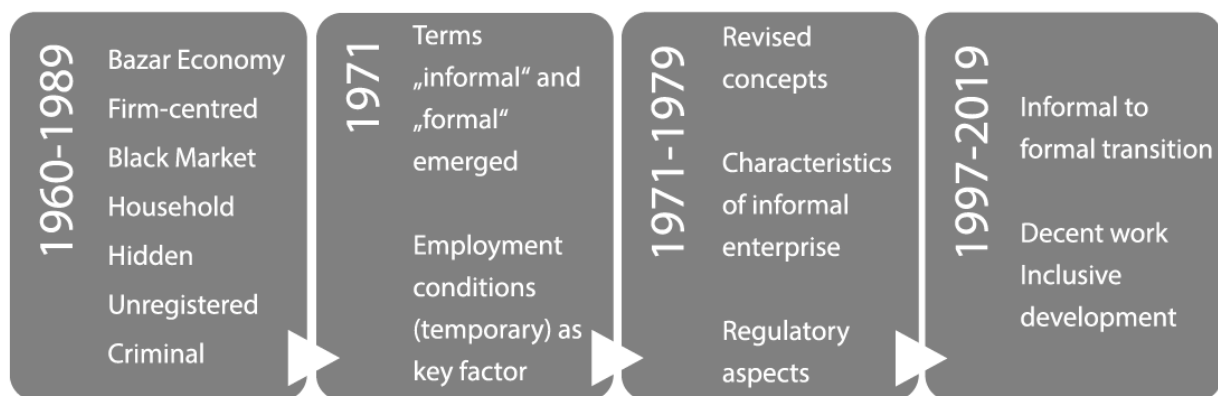 1960-1989
Bazar Economy
Firm-centred
Black Market
Household
Hidden
Unregistered
Criminal
1971
Terms
„informal“ and
„formal“
emerged
Employment
conditions
(temporary) as
key factor
1971-1979
Revised
concepts
Characteristics
of informal
enterprise
Regulatory
aspects
1997-2019
Informal to
formal transition
Decent work
Inclusive
development